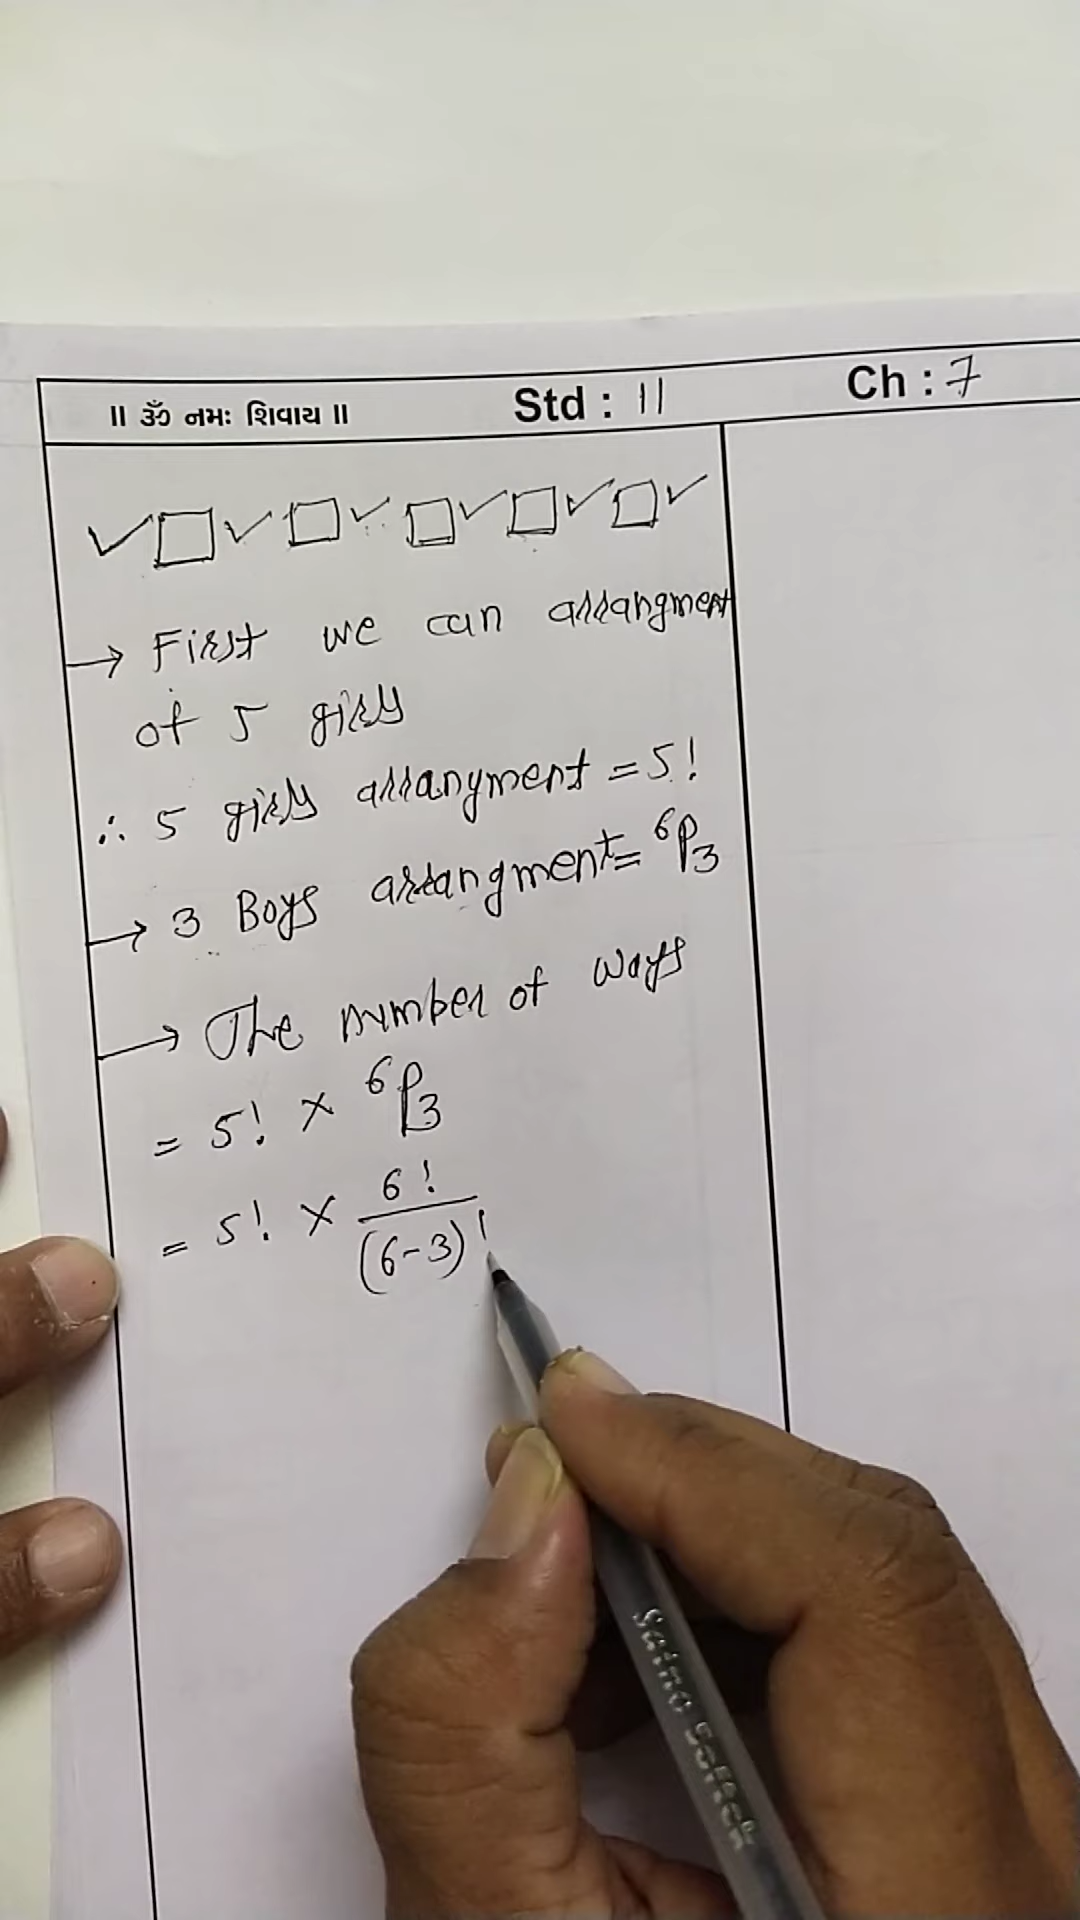 ॥ ૐ નમઃ શિવાય ॥ Std : 11 Ch : 7
✓ □ ✓ □ ✓ □ ✓ □ ✓ □ ✓
→ First we can arrangment
of 5 girls
∴ 5 girls arrangment = 5!
→ 3 Boys arrangment = ⁶P₃
→ The number of ways
= 5! × ⁶P₃
= 5! × 6! / (6-3)!